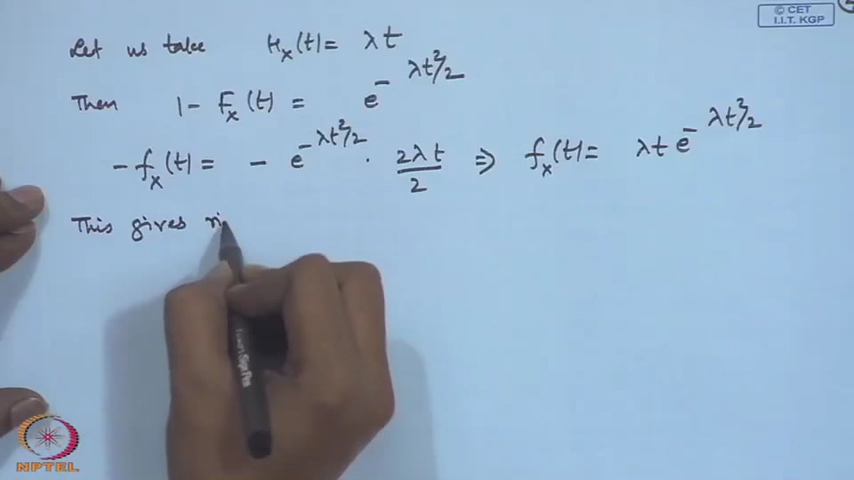 © CET
I.I.T. KGP
Let us take H_x(t) = λt
Then 1 - F_x(t) = e^{-λt²/2}
-f_x(t) = - e^{-λt²/2} · 2λt/2 ⇒ f_x(t) = λt e^{-λt²/2}
This gives ri
NPTEL